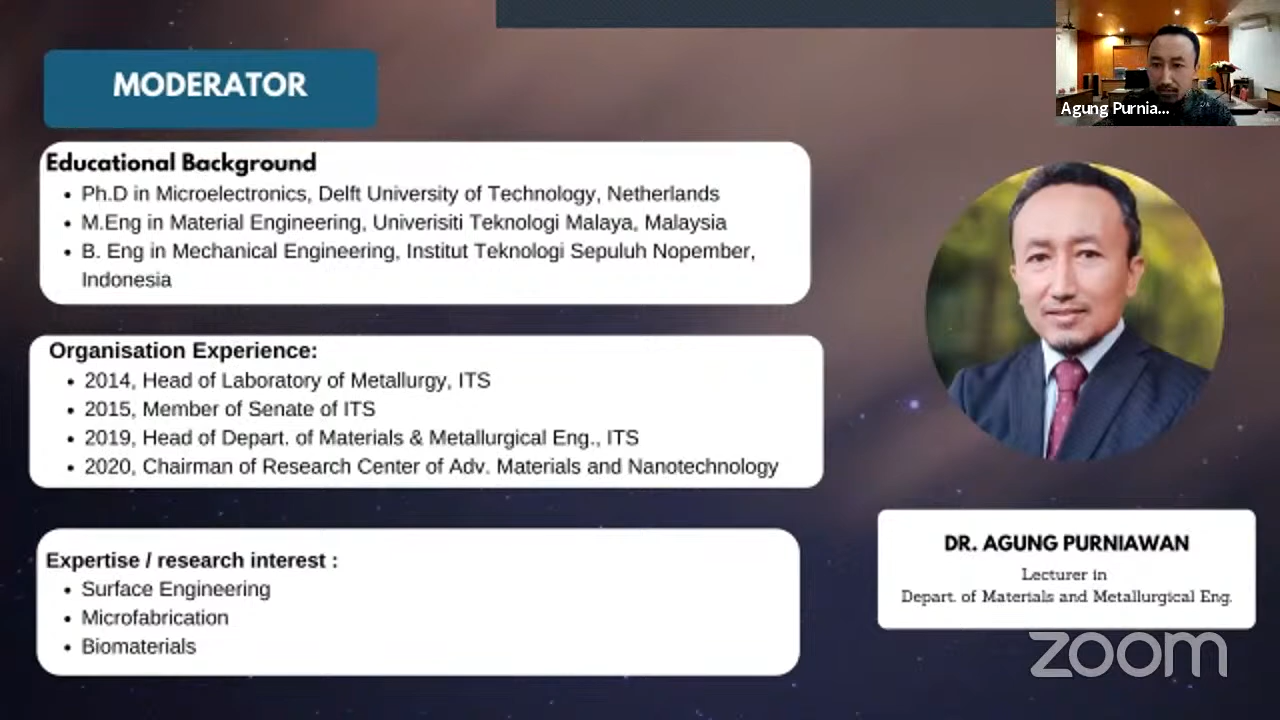 MODERATOR
Agung Purnia...
Educational Background
• Ph.D in Microelectronics, Delft University of Technology, Netherlands
• M.Eng in Material Engineering, Univerisiti Teknologi Malaya, Malaysia
• B. Eng in Mechanical Engineering, Institut Teknologi Sepuluh Nopember,
Indonesia
Organisation Experience:
• 2014, Head of Laboratory of Metallurgy, ITS
• 2015, Member of Senate of ITS
• 2019, Head of Depart. of Materials & Metallurgical Eng., ITS
• 2020, Chairman of Research Center of Adv. Materials and Nanotechnology
Expertise / research interest :
• Surface Engineering
• Microfabrication
• Biomaterials
DR. AGUNG PURNIAWAN
Lecturer in
Depart. of Materials and Metallurgical Eng.
zoom